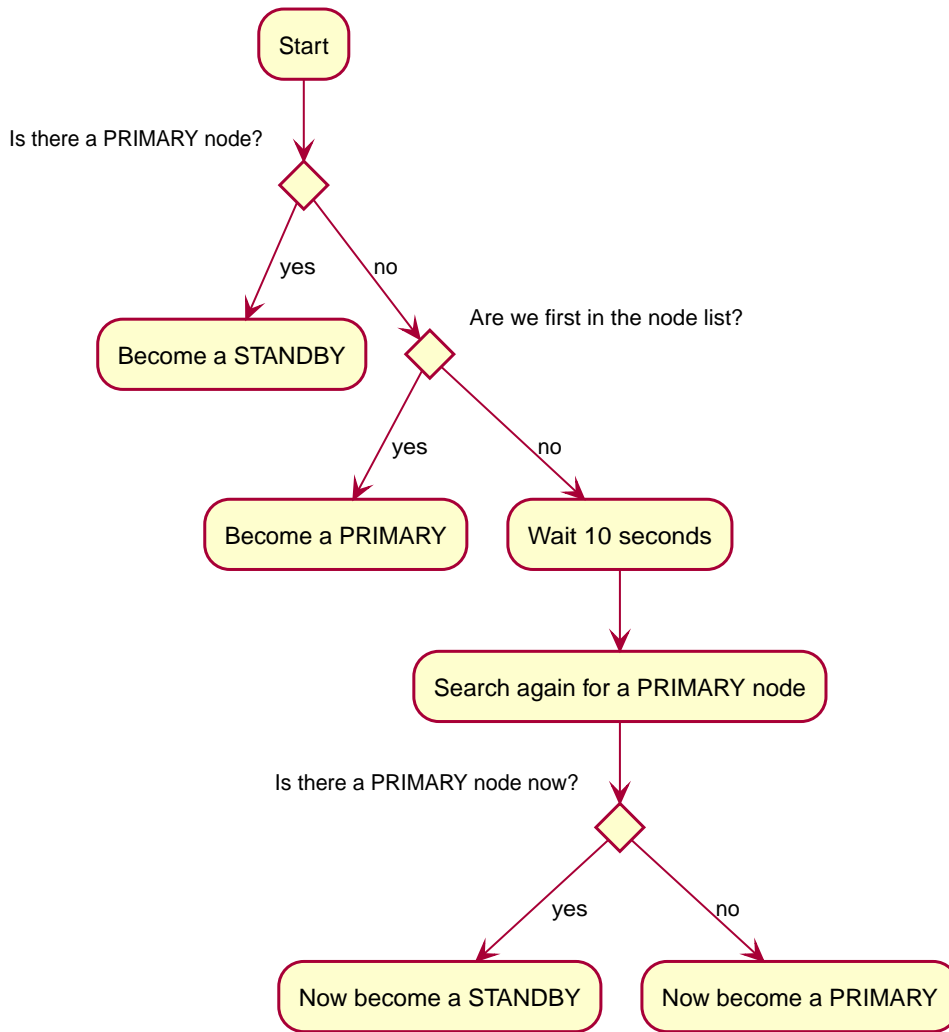 Start
Is there a PRIMARY node?
yes
no
Are we first in the node list?
Become a STANDBY
yes
no
Become a PRIMARY
Wait 10 seconds
Search again for a PRIMARY node
Is there a PRIMARY node now?
yes
no
Now become a STANDBY
Now become a PRIMARY